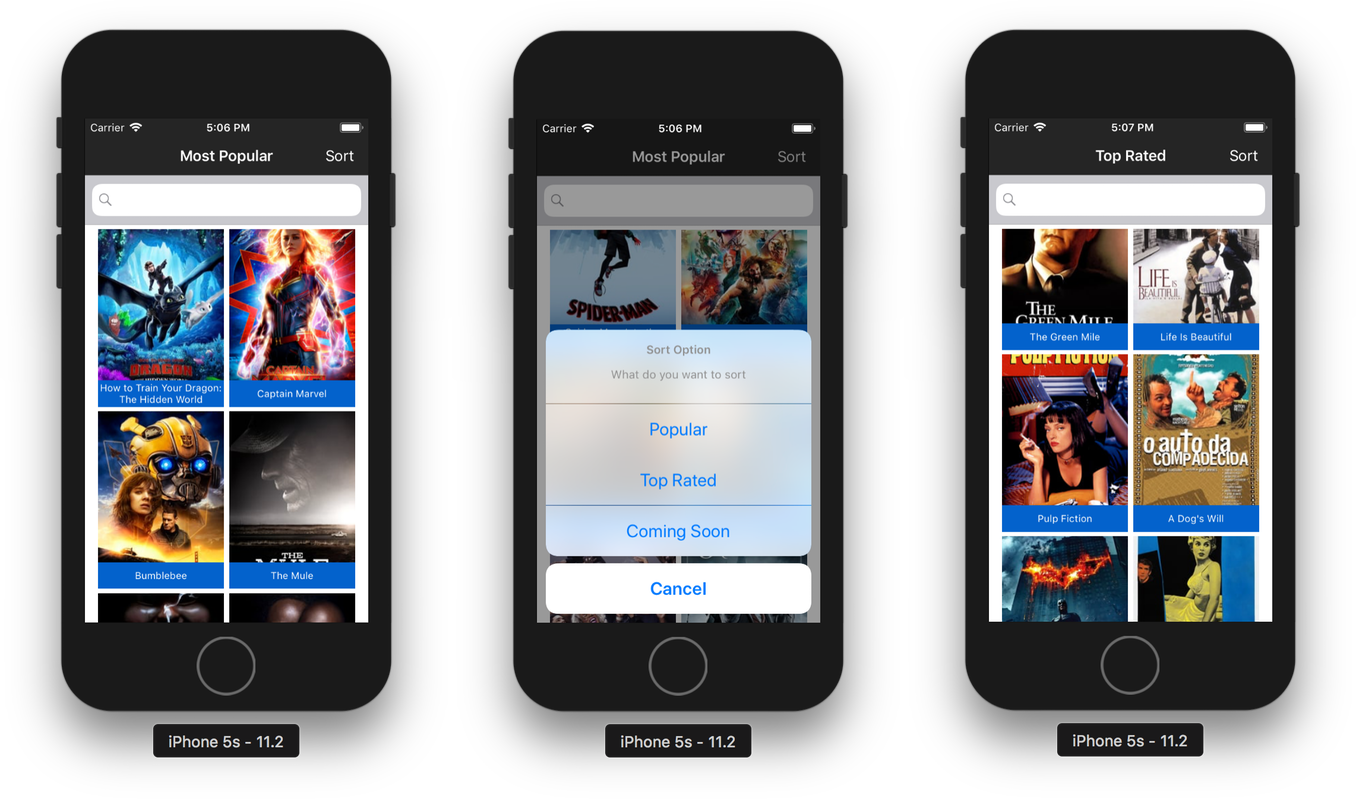 Carrier 5:06 PM
Most Popular Sort
How to Train Your Dragon:
The Hidden World
CAPTAIN
Captain Marvel
Bumblebee
THE
MULE
The Mule
iPhone 5s - 11.2
Carrier 5:06 PM
Most Popular Sort
SPIDER-MAN
Sort Option
What do you want to sort
Popular
Top Rated
Coming Soon
Cancel
iPhone 5s - 11.2
Carrier 5:07 PM
Top Rated Sort
THE
GREEN MILE
The Green Mile
LIFE IS
BEAUTIFUL
Life Is Beautiful
PULP FICTION
Pulp Fiction
o auto da
COMPADECIDA
A Dog's Will
iPhone 5s - 11.2